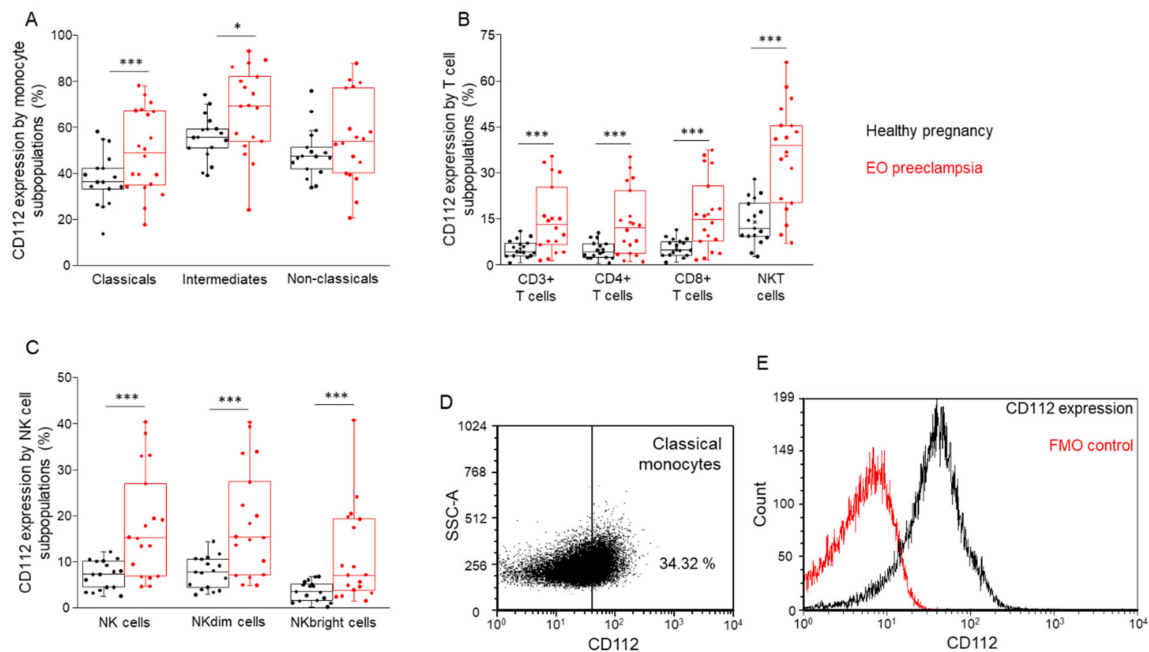 A
CD112 expression by monocyte
subpopulations (%)
100
80
60
40
20
0
***
*
Classicals
Intermediates
Non-classicals
B
CD112 experrssion by T cell
subpopulations (%)
75
60
45
30
15
0
***
***
***
***
CD3+
T cells
CD4+
T cells
CD8+
T cells
NKT
cells
Healthy pregnancy
EO preeclampsia
C
CD112 expression by NK cell
subpopulations (%)
50
40
30
20
10
0
***
***
***
NK cells
NKdim cells
NKbright cells
D
SSC-A
1024
768
512
256
0
Classical
monocytes
34.32 %
10⁰
10¹
10²
10³
10⁴
CD112
E
Count
199
149
100
50
0
CD112 expression
FMO control
10⁰
10¹
10²
10³
10⁴
CD112